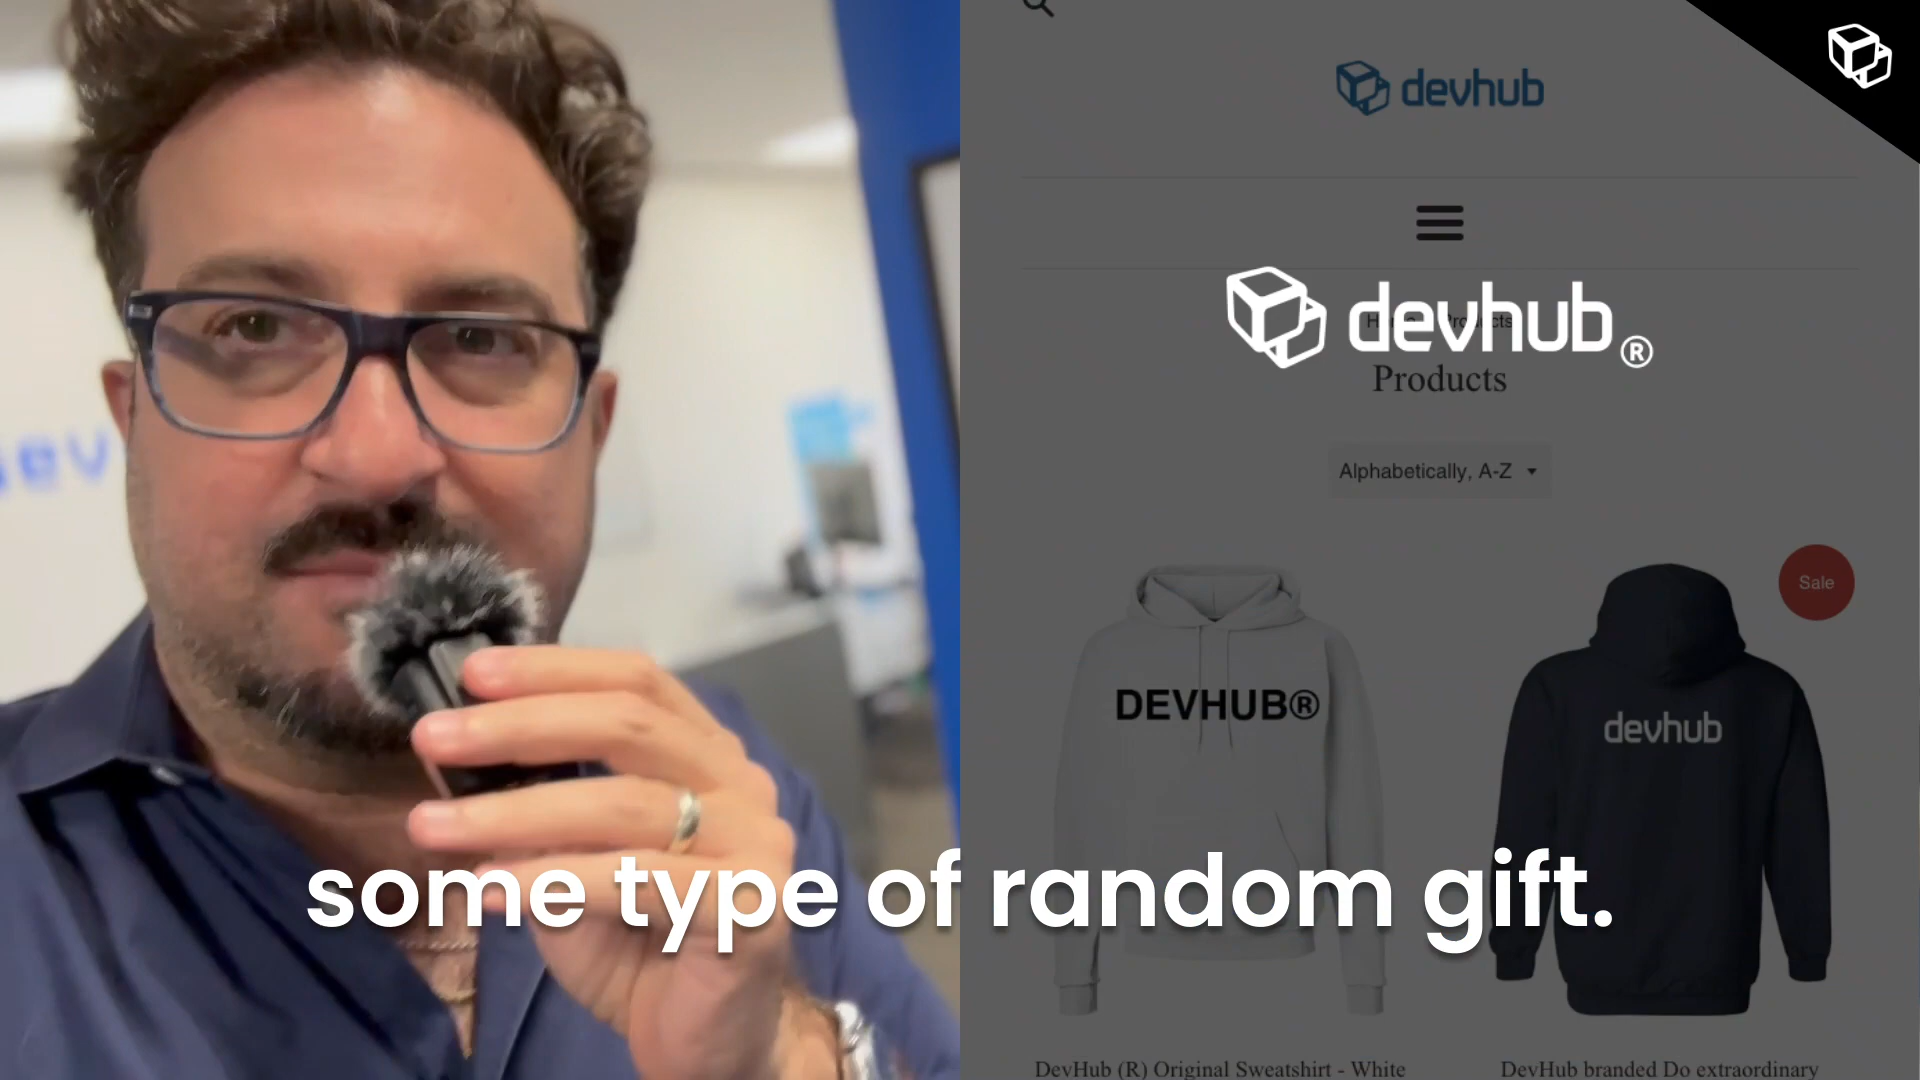 dev
devhub
devhub®
Products
Alphabetically, A-Z
Sale
DEVHUB®
devhub
some type of random gift.
DevHub (R) Original Sweatshirt - White
DevHub branded Do extraordinary